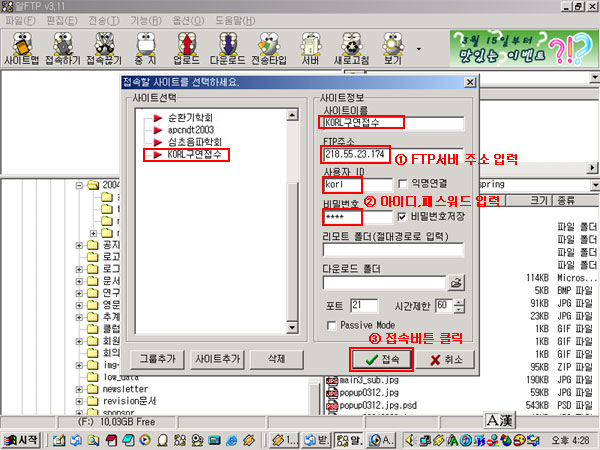 알FTP v3.11
파일(F) 편집(E) 전송(T) 기능(R) 옵션(O) 도움말(H)
사이트맵 접속하기 접속끊기 중 지 업로드 다운로드 전송타입 서버 새로고침 보기
3월 15일부터
맛있는 이벤트
접속할 사이트를 선택하세요.
사이트선택
순환기학회
apcndt2003
심초음파학회
KORL구연접수
사이트정보
사이트이름
KORL구연접수
FTP주소
218.55.23.174
① FTP서버 주소 입력
사용자 ID
korl
익명연결
비밀번호
② 아이디,패스워드 입력
****
비밀번호저장
리모트 폴더(절대경로로 입력)
다운로드 폴더
포트 21 시간제한 60
Passive Mode
③ 접속버튼 클릭
그룹추가 사이트추가 삭제 접속 취소
200
공지
로고
로그
문서
연구
영문
추계
클럽
회원
회의
img-
low_data
newsletter
revision문서
sponsor
spring
크기 종류
파일 폴더
파일 폴더
파일 폴더
파일 폴더
114KB Micros...
5KB BMP 파일
91KB JPG 파일
23KB JPG 파일
1KB GIF 파일
1KB GIF 파일
1KB GIF 파일
95KB ZIP 파일
19KB JPG 파일
main3_sub.jpg 33KB JPG 파일
popup0312.jpg 59KB JPG 파일
popup0312.jpg.psd 543KB PSD 파일
(F:) 10.03GB Free
A漢
시작
1...
받.
알.
A..
오후 4:28